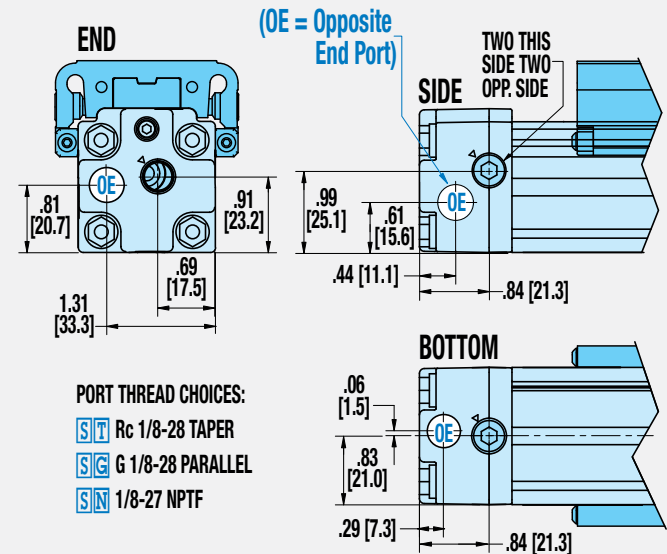 END
(OE = Opposite
End Port)
TWO THIS
SIDE TWO
OPP. SIDE
SIDE
OE
.81
[20.7]
.91
[23.2]
.69
[17.5]
1.31
[33.3]
OE
.99
[25.1]
.61
[15.6]
.44 [11.1]
.84 [21.3]
BOTTOM
OE
.06
[1.5]
.83
[21.0]
.29 [7.3]
.84 [21.3]
PORT THREAD CHOICES:
ST Rc 1/8-28 TAPER
SG G 1/8-28 PARALLEL
SN 1/8-27 NPTF